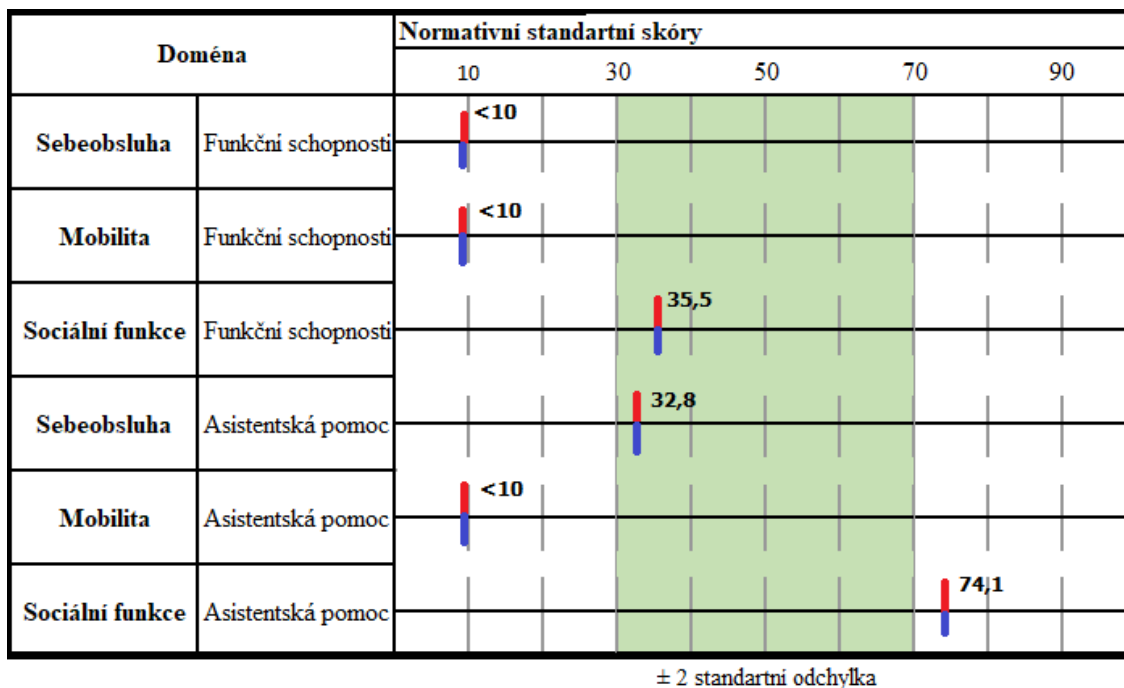 Doména
Normativní standartní skóry
10 30 50 70 90
Sebeobsluha Funkční schopnosti <10
Mobilita Funkční schopnosti <10
Sociální funkce Funkční schopnosti 35,5
Sebeobsluha Asistentská pomoc 32,8
Mobilita Asistentská pomoc <10
Sociální funkce Asistentská pomoc 74,1
± 2 standartní odchylka